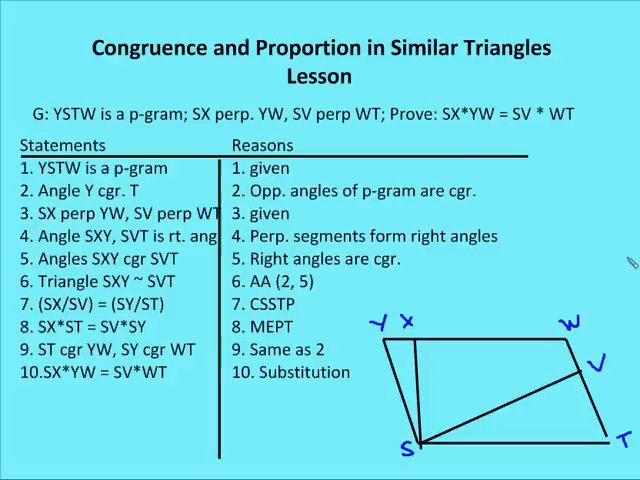 Congruence and Proportion in Similar Triangles
Lesson
G: YSTW is a p-gram; SX perp. YW, SV perp WT; Prove: SX*YW = SV * WT
Statements Reasons
1. YSTW is a p-gram 1. given
2. Angle Y cgr. T 2. Opp. angles of p-gram are cgr.
3. SX perp YW, SV perp WT 3. given
4. Angle SXY, SVT is rt. ang 4. Perp. segments form right angles
5. Angles SXY cgr SVT 5. Right angles are cgr.
6. Triangle SXY ~ SVT 6. AA (2, 5)
7. (SX/SV) = (SY/ST) 7. CSSTP
8. SX*ST = SV*SY 8. MEPT
9. ST cgr YW, SY cgr WT 9. Same as 2
10.SX*YW = SV*WT 10. Substitution
Y X W
V
S T